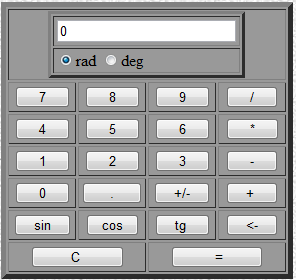 0
rad deg
7 8 9 /
4 5 6 *
1 2 3 -
0 . +/- +
sin cos tg <-
C =